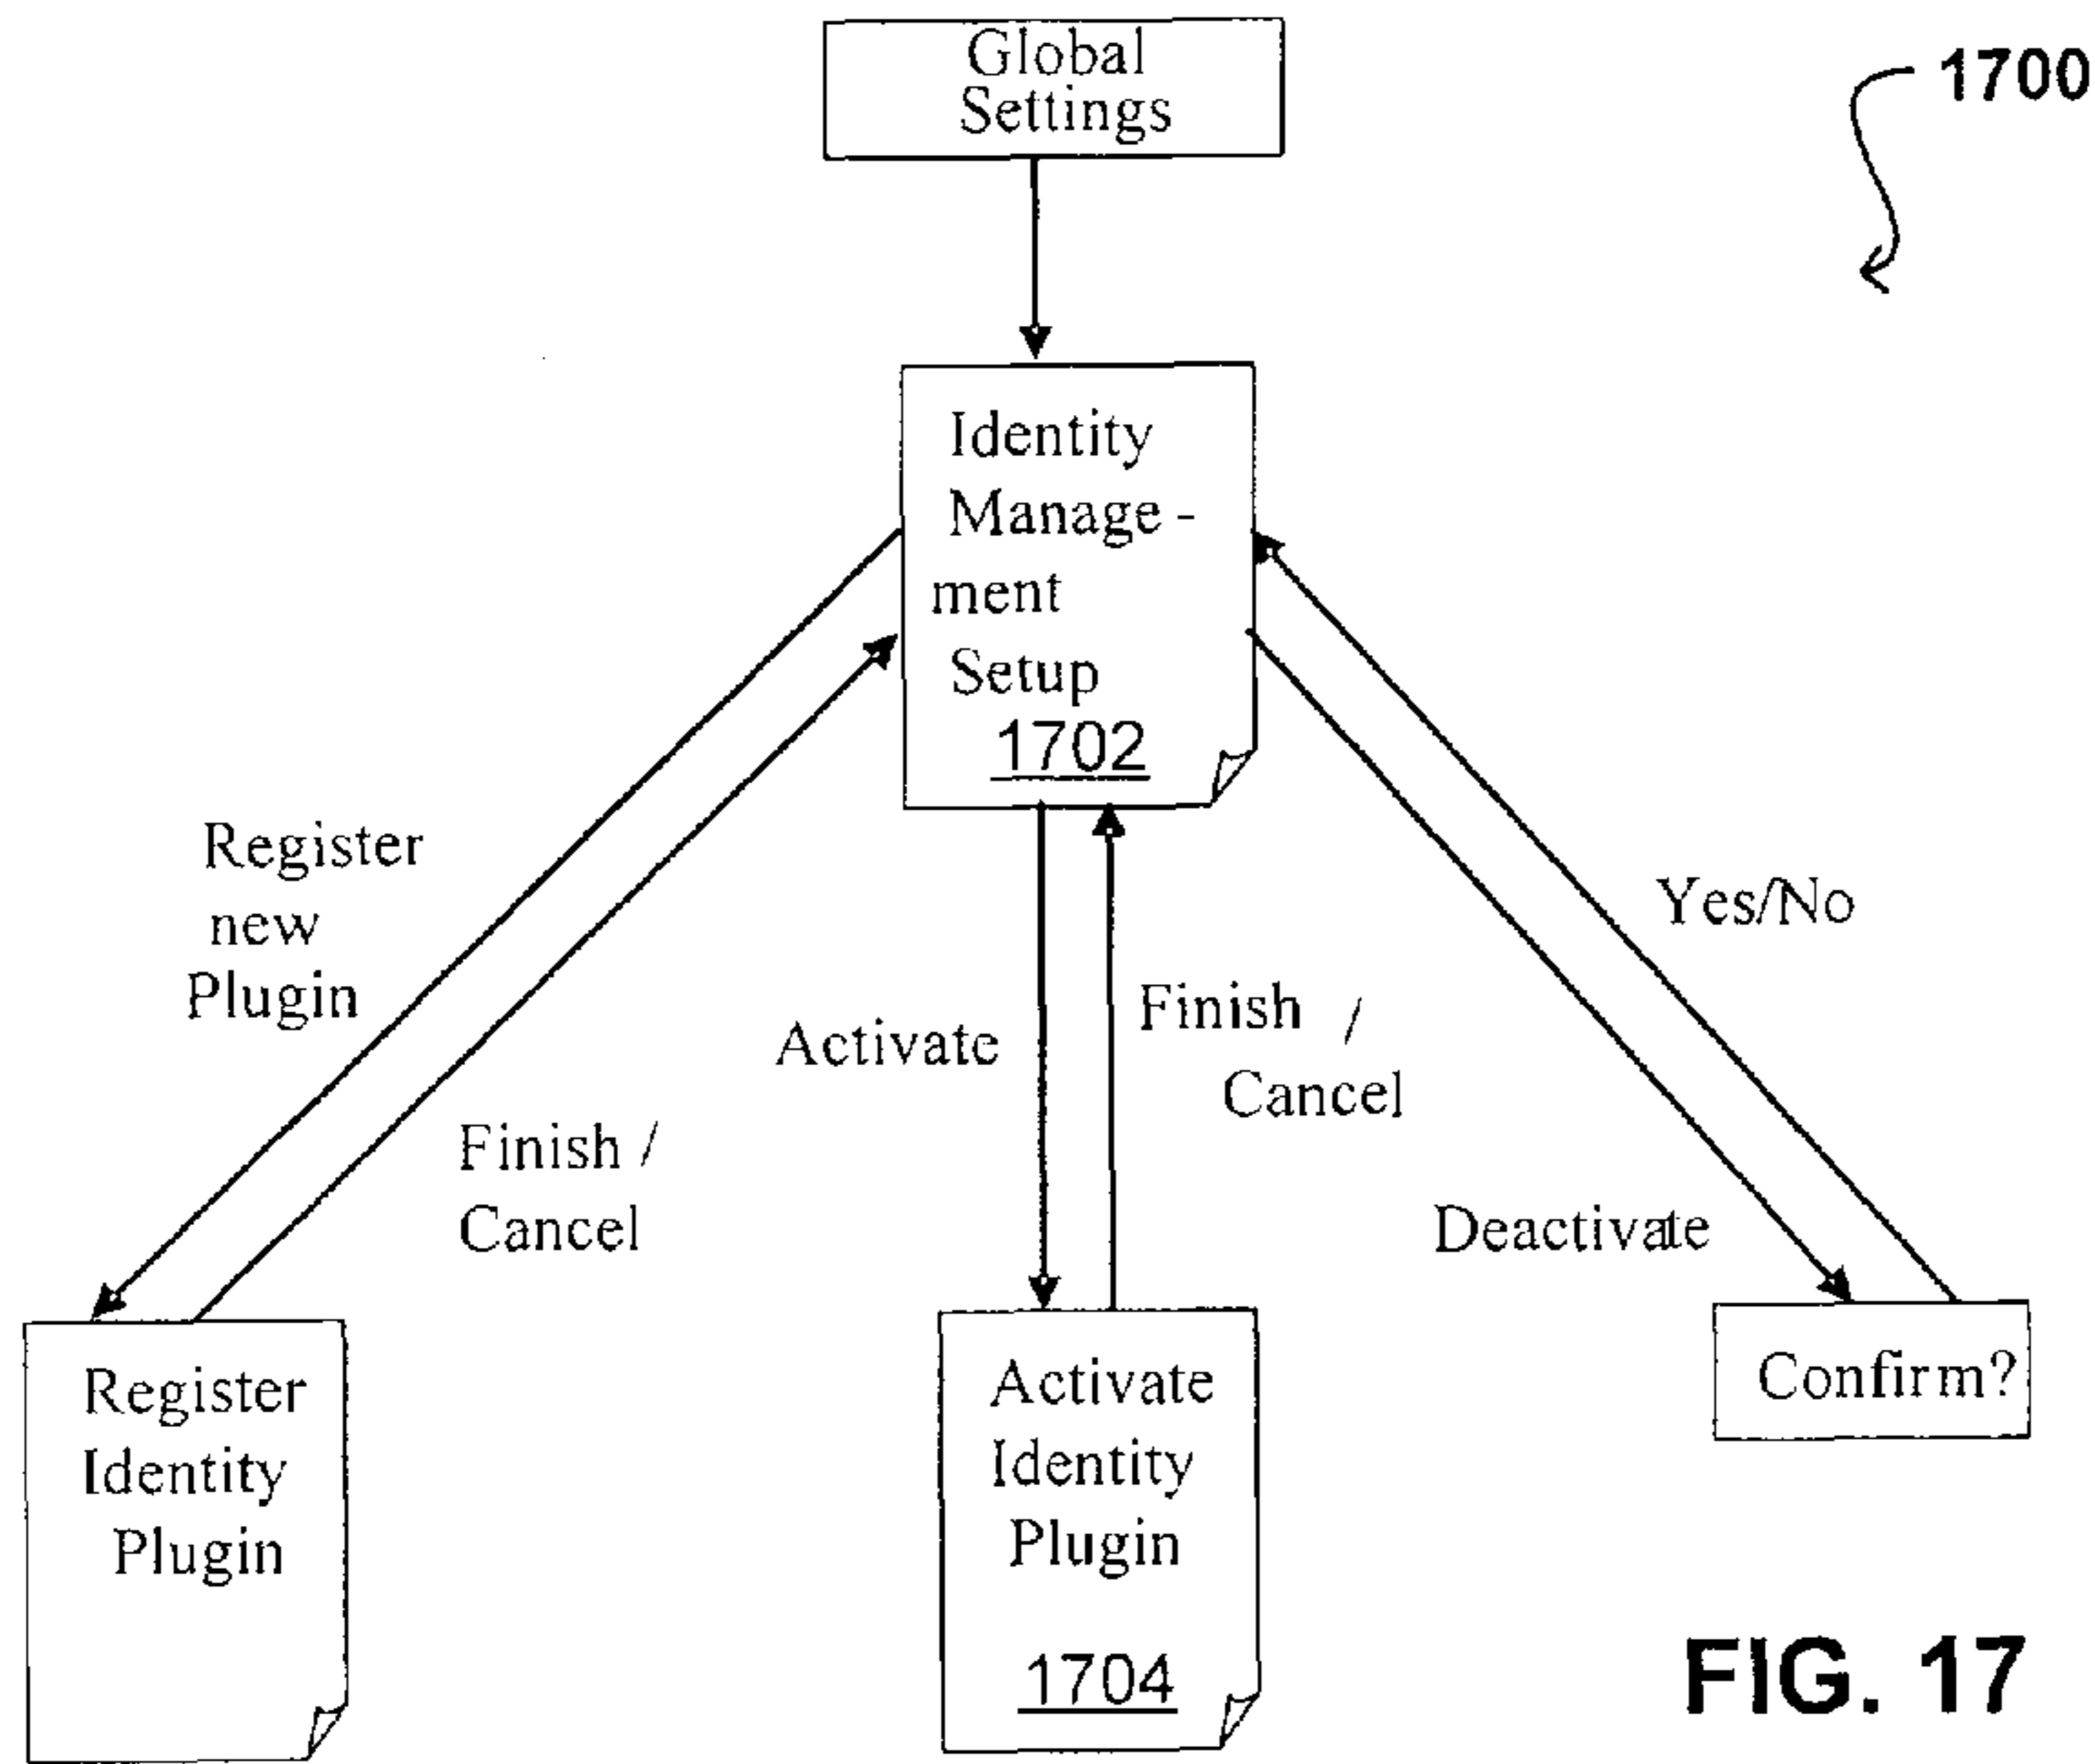 Global
Settings
1700
Identity
Manage -
ment
Setup
1702
Register
new
Plugin
Finish /
Cancel
Activate
Finish /
Cancel
Yes/No
Deactivate
Register
Identity
Plugin
Activate
Identity
Plugin
1704
Confirm?
FIG. 17